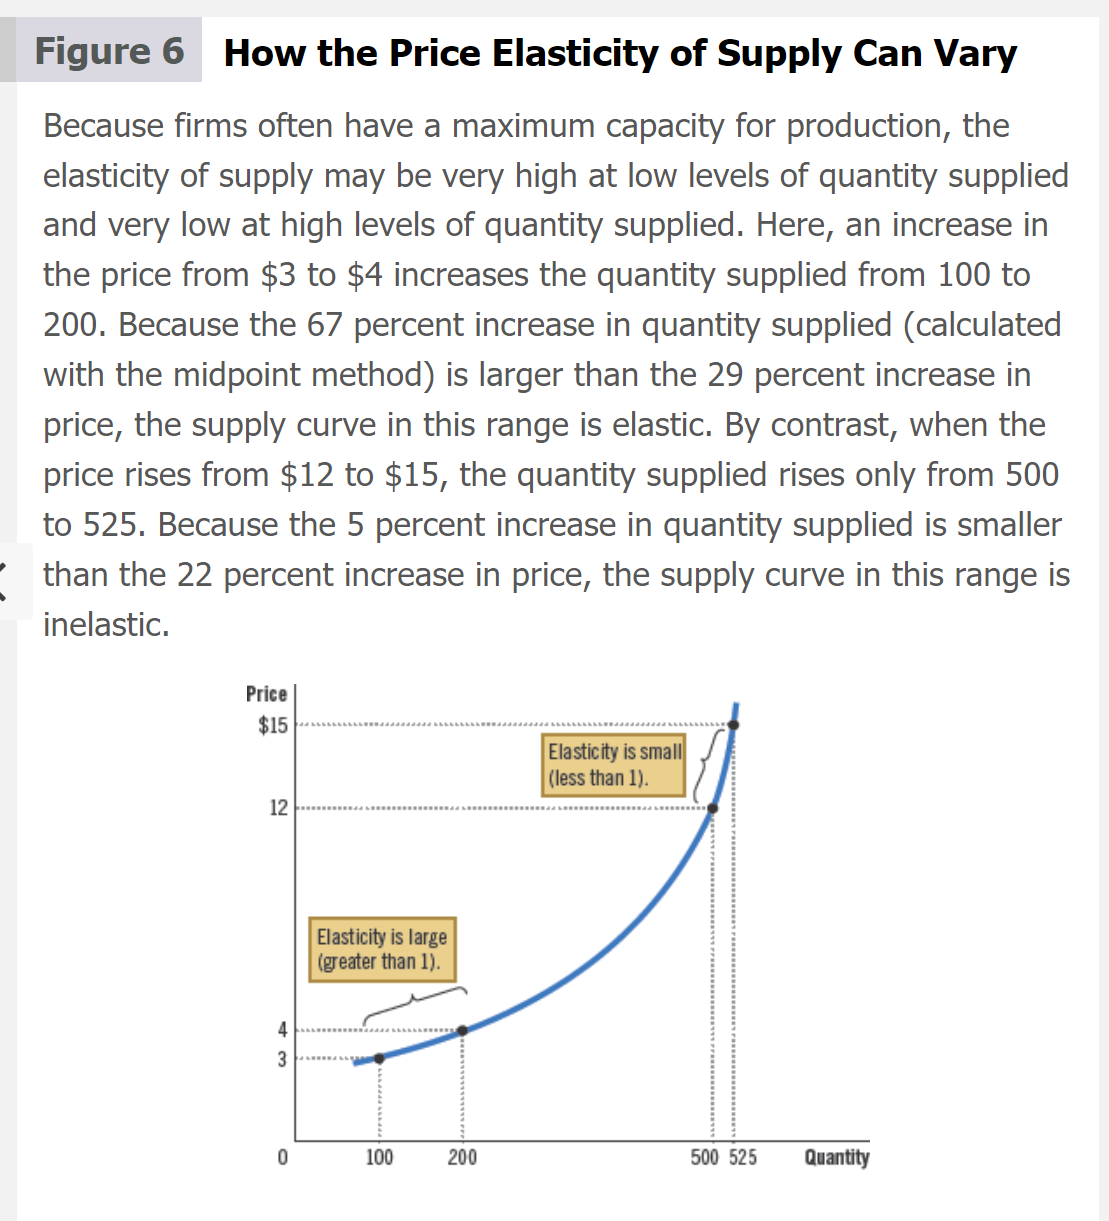 Figure 6 How the Price Elasticity of Supply Can Vary
Because firms often have a maximum capacity for production, the
elasticity of supply may be very high at low levels of quantity supplied
and very low at high levels of quantity supplied. Here, an increase in
the price from $3 to $4 increases the quantity supplied from 100 to
200. Because the 67 percent increase in quantity supplied (calculated
with the midpoint method) is larger than the 29 percent increase in
price, the supply curve in this range is elastic. By contrast, when the
price rises from $12 to $15, the quantity supplied rises only from 500
to 525. Because the 5 percent increase in quantity supplied is smaller
than the 22 percent increase in price, the supply curve in this range is
inelastic.
Price
$15
Elasticity is small
(less than 1).
12
Elasticity is large
(greater than 1).
4
3
0 100 200 500 525 Quantity